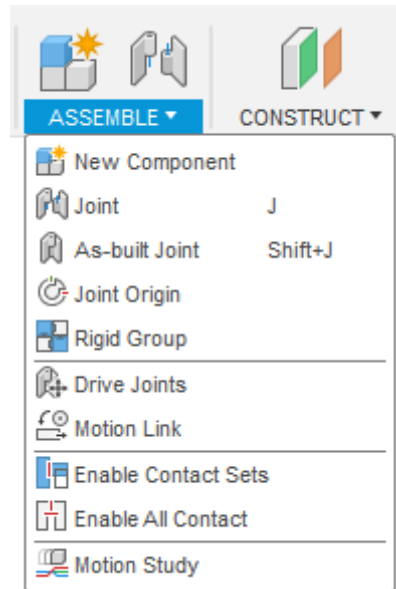 ASSEMBLE CONSTRUCT
New Component
Joint J
As-built Joint Shift+J
Joint Origin
Rigid Group
Drive Joints
Motion Link
Enable Contact Sets
Enable All Contact
Motion Study